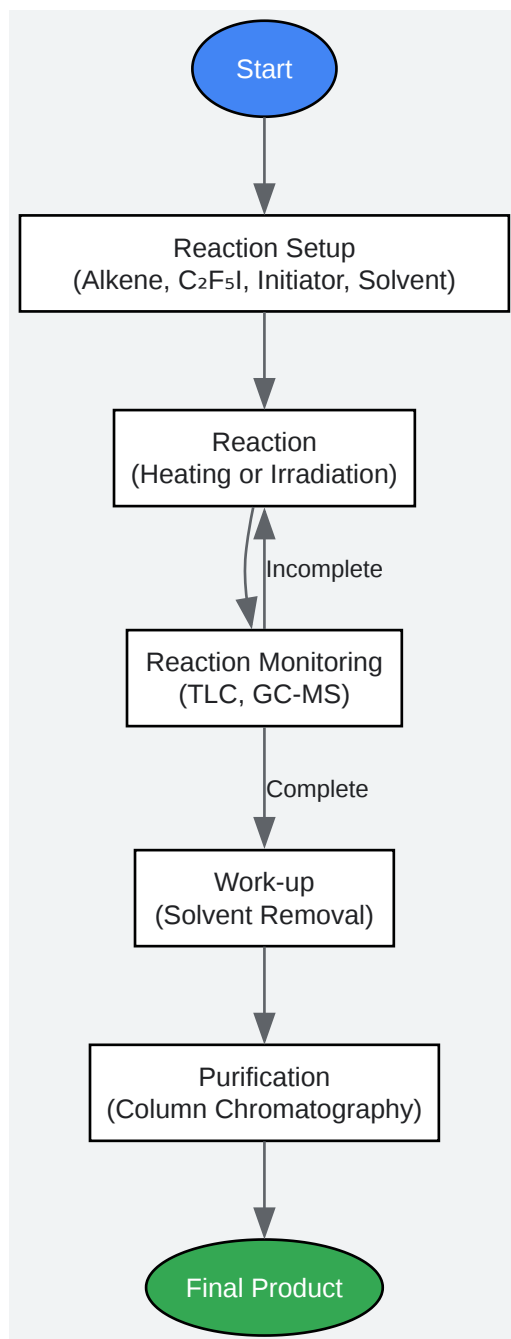 Start
Reaction Setup
(Alkene, C₂F₅I, Initiator, Solvent)
Reaction
(Heating or Irradiation)
Incomplete
Reaction Monitoring
(TLC, GC-MS)
Complete
Work-up
(Solvent Removal)
Purification
(Column Chromatography)
Final Product